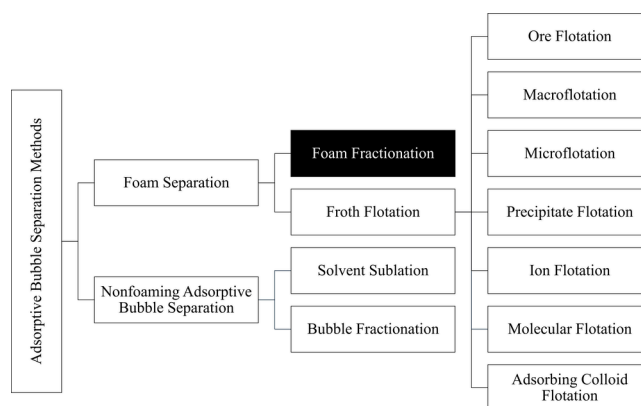 Adsorptive Bubble Separation Methods
Foam Separation
Nonfoaming Adsorptive
Bubble Separation
Foam Fractionation
Froth Flotation
Solvent Sublation
Bubble Fractionation
Ore Flotation
Macroflotation
Microflotation
Precipitate Flotation
Ion Flotation
Molecular Flotation
Adsorbing Colloid
Flotation